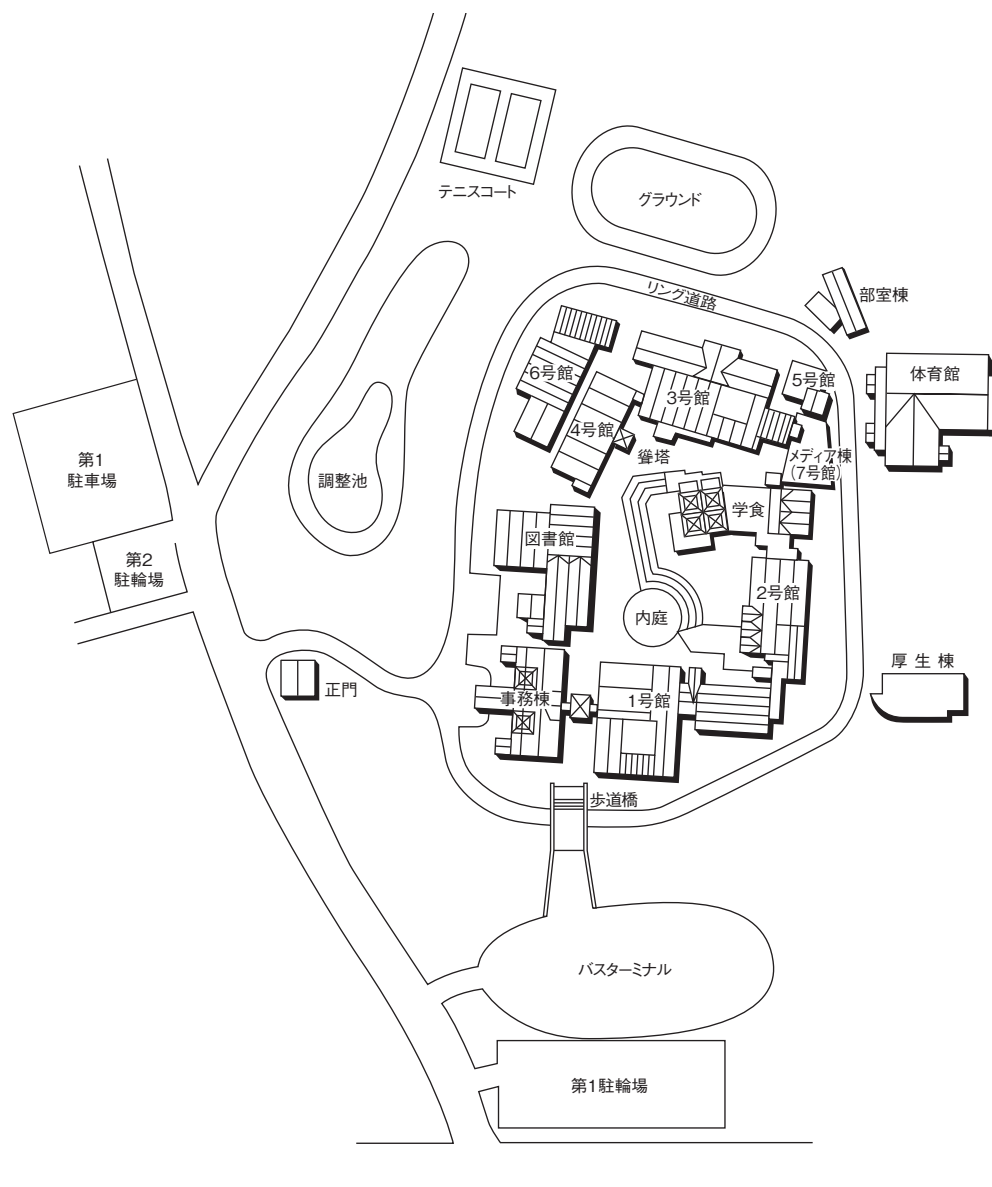 テニスコート
グラウンド
リング道路
部室棟
体育館
6号館
5号館
3号館
4号館
第1
駐車場
聳塔
メディア棟
(7号館)
調整池
学食
図書館
第2
駐輪場
2号館
内庭
厚生棟
正門
事務棟
1号館
歩道橋
バスターミナル
第1駐輪場